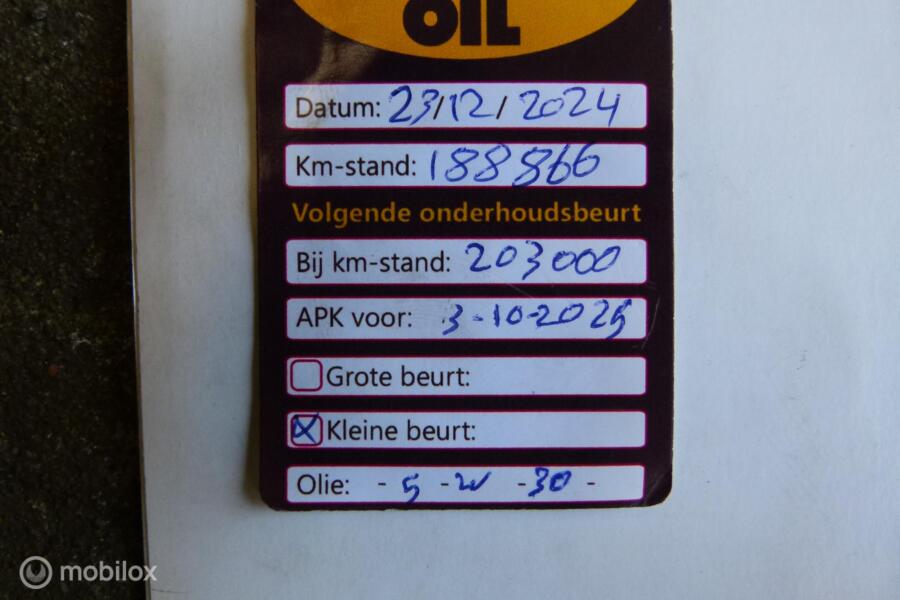 OIL
Datum: 23/12/2024
Km-stand: 188866
Volgende onderhoudsbeurt
Bij km-stand: 203000
APK voor: 3-10-2025
Grote beurt:
Kleine beurt:
Olie: - 5 - W - 30 -
mobilox